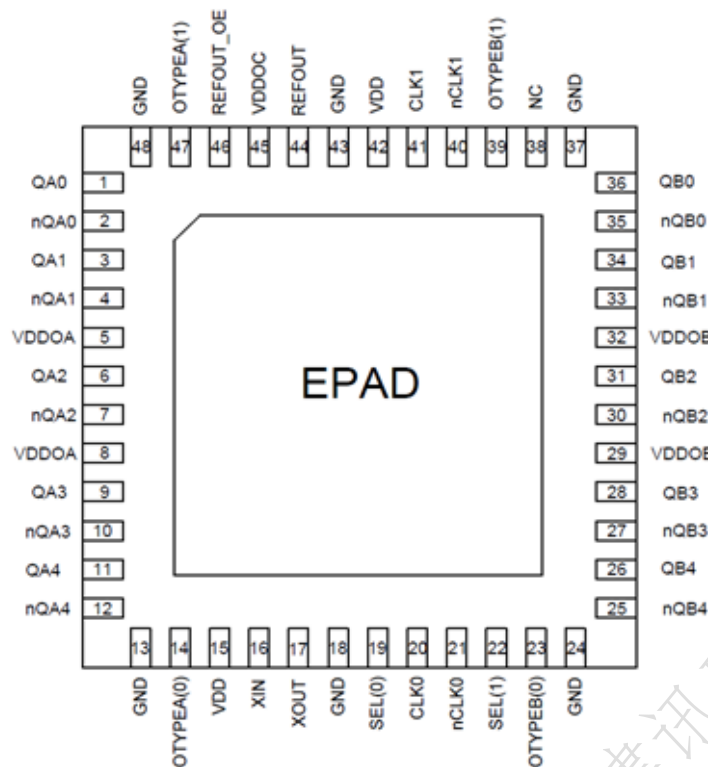 GND OTYPEA(1) REFOUT_OE VDDOC REFOUT GND VDD CLK1 nCLK1 OTYPEB(1) NC GND
48 47 46 45 44 43 42 41 40 39 38 37
QA0 1 36 QB0
nQA0 2 35 nQB0
QA1 3 34 QB1
nQA1 4 33 nQB1
VDDOA 5 32 VDDOB
QA2 6 31 QB2
EPAD
nQA2 7 30 nQB2
VDDOA 8 29 VDDOB
QA3 9 28 QB3
nQA3 10 27 nQB3
QA4 11 26 QB4
nQA4 12 25 nQB4
13 14 15 16 17 18 19 20 21 22 23 24
GND OTYPEA(0) VDD XIN XOUT GND SEL(0) CLK0 nCLK0 SEL(1) OTYPEB(0) GND